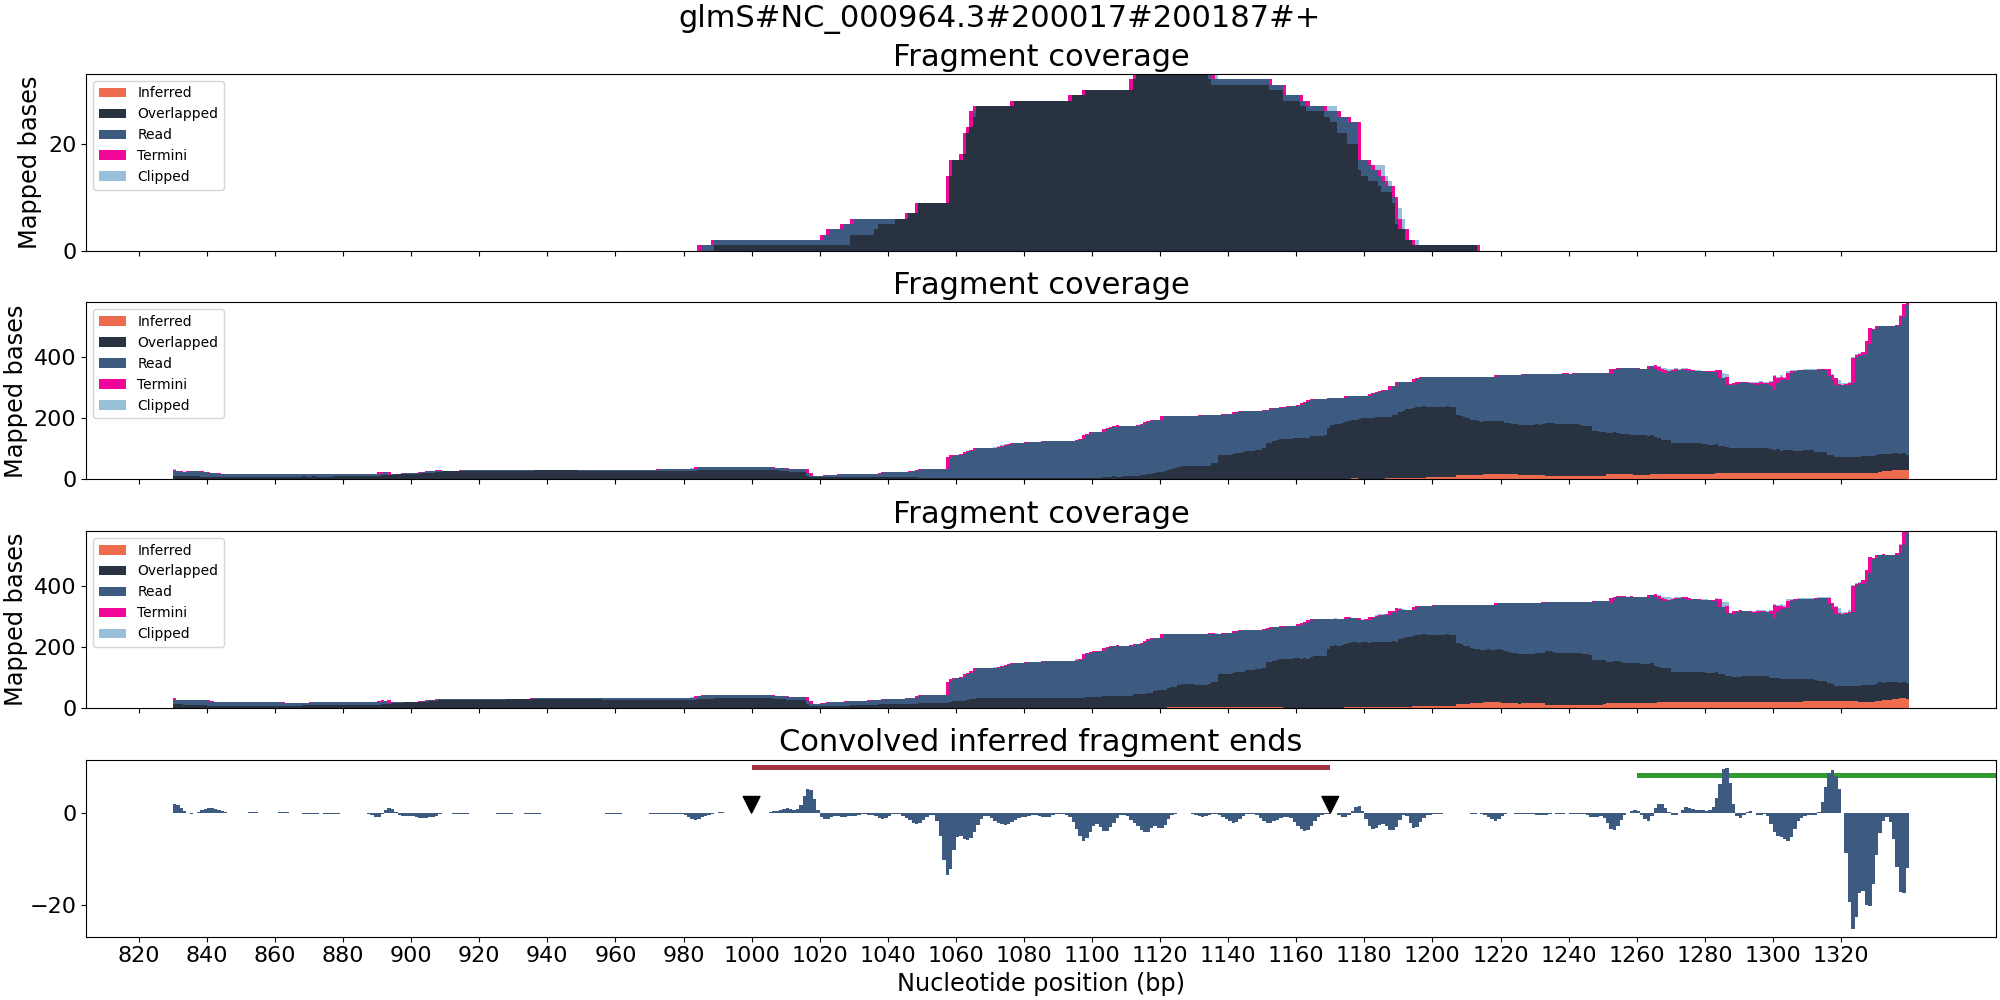 glmS#NC_000964.3#200017#200187#+
Fragment coverage
Mapped bases
20
0
Inferred
Overlapped
Read
Termini
Clipped
Fragment coverage
Mapped bases
400
200
0
Inferred
Overlapped
Read
Termini
Clipped
Fragment coverage
Mapped bases
400
200
0
Inferred
Overlapped
Read
Termini
Clipped
Convolved inferred fragment ends
0
−20
820 840 860 880 900 920 940 960 980 1000 1020 1040 1060 1080 1100 1120 1140 1160 1180 1200 1220 1240 1260 1280 1300 1320
Nucleotide position (bp)